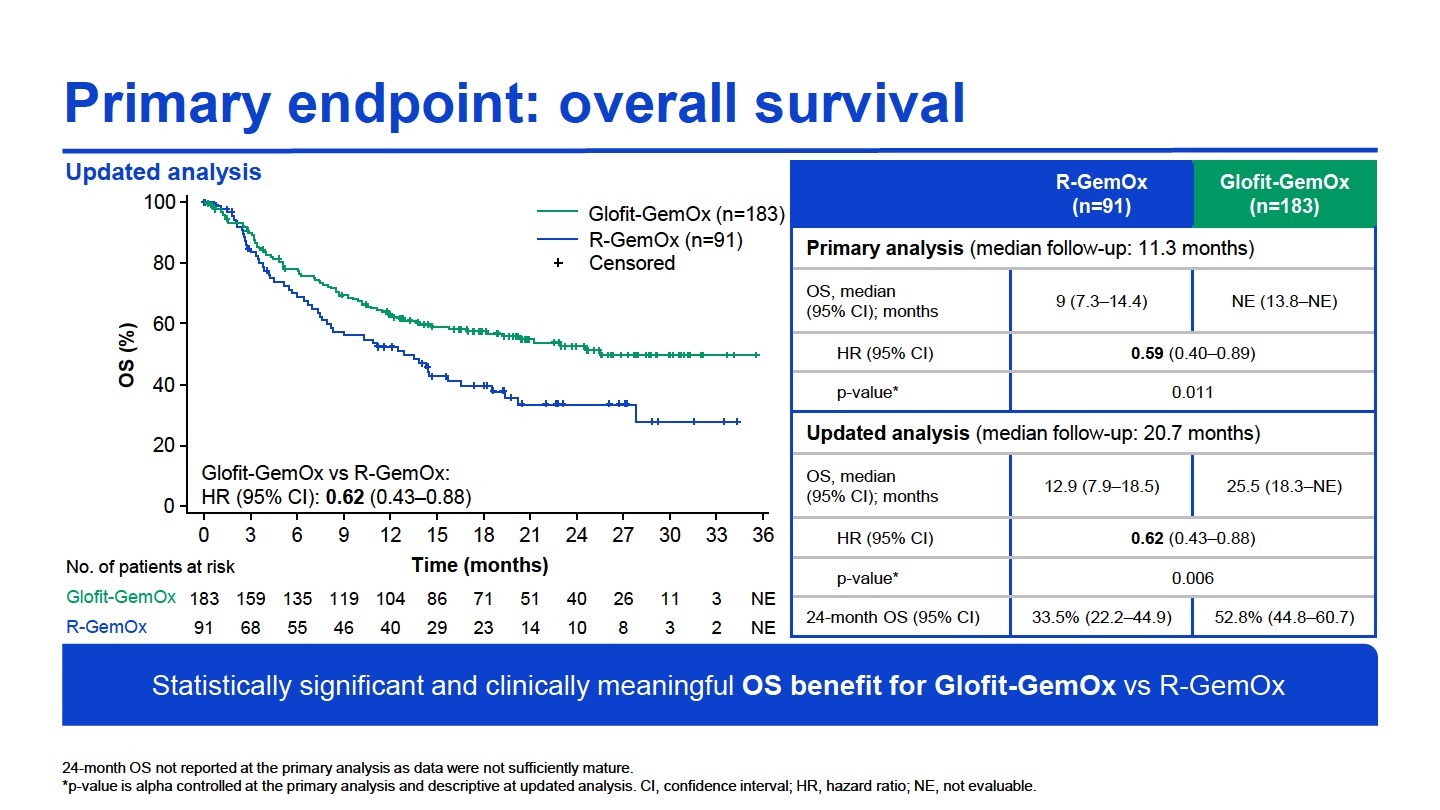 Primary endpoint: overall survival
Updated analysis
100
80
60
40
20
0
OS (%)
Glofit-GemOx (n=183)
R-GemOx (n=91)
+ Censored
Glofit-GemOx vs R-GemOx:
HR (95% CI): 0.62 (0.43–0.88)
0 3 6 9 12 15 18 21 24 27 30 33 36
Time (months)
No. of patients at risk
Glofit-GemOx 183 159 135 119 104 86 71 51 40 26 11 3 NE
R-GemOx 91 68 55 46 40 29 23 14 10 8 3 2 NE
R-GemOx
(n=91)
Glofit-GemOx
(n=183)
Primary analysis (median follow-up: 11.3 months)
OS, median
(95% CI); months
9 (7.3–14.4)
NE (13.8–NE)
HR (95% CI) 0.59 (0.40–0.89)
p-value* 0.011
Updated analysis (median follow-up: 20.7 months)
OS, median
(95% CI); months
12.9 (7.9–18.5)
25.5 (18.3–NE)
HR (95% CI) 0.62 (0.43–0.88)
p-value* 0.006
24-month OS (95% CI) 33.5% (22.2–44.9) 52.8% (44.8–60.7)
Statistically significant and clinically meaningful OS benefit for Glofit-GemOx vs R-GemOx
24-month OS not reported at the primary analysis as data were not sufficiently mature.
*p-value is alpha controlled at the primary analysis and descriptive at updated analysis. CI, confidence interval; HR, hazard ratio; NE, not evaluable.